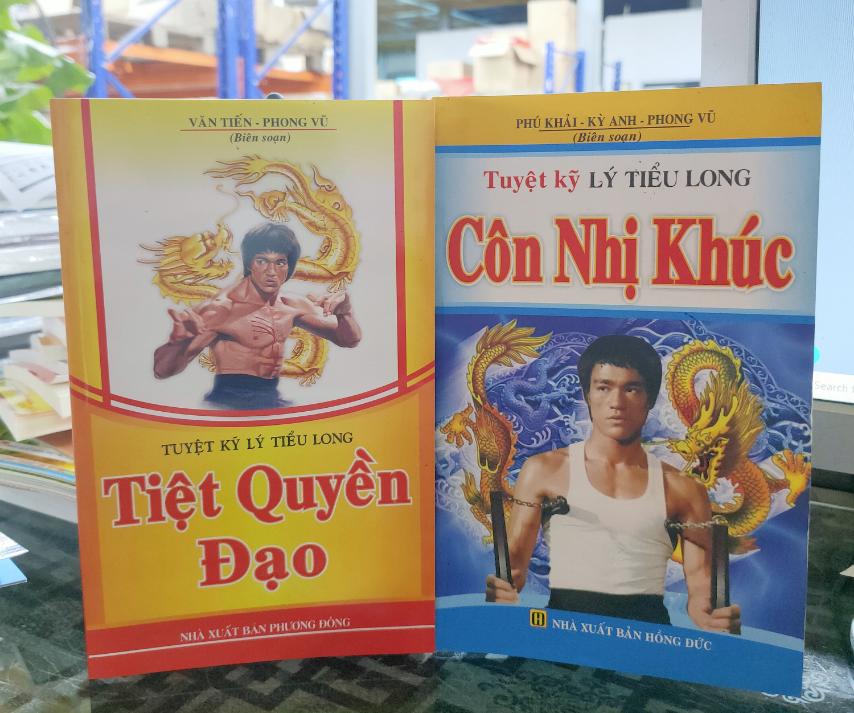 VĂN TIẾN - PHONG VŨ
(Biên soạn)
TUYỆT KỸ LÝ TIỂU LONG
Tiệt Quyền
Đạo
NHÀ XUẤT BẢN PHƯƠNG ĐÔNG
PHÚ KHẢI - KỲ ANH - PHONG VŨ
(Biên soạn)
Tuyệt kỹ LÝ TIỂU LONG
Côn Nhị Khúc
NHÀ XUẤT BẢN HỒNG ĐỨC
Search